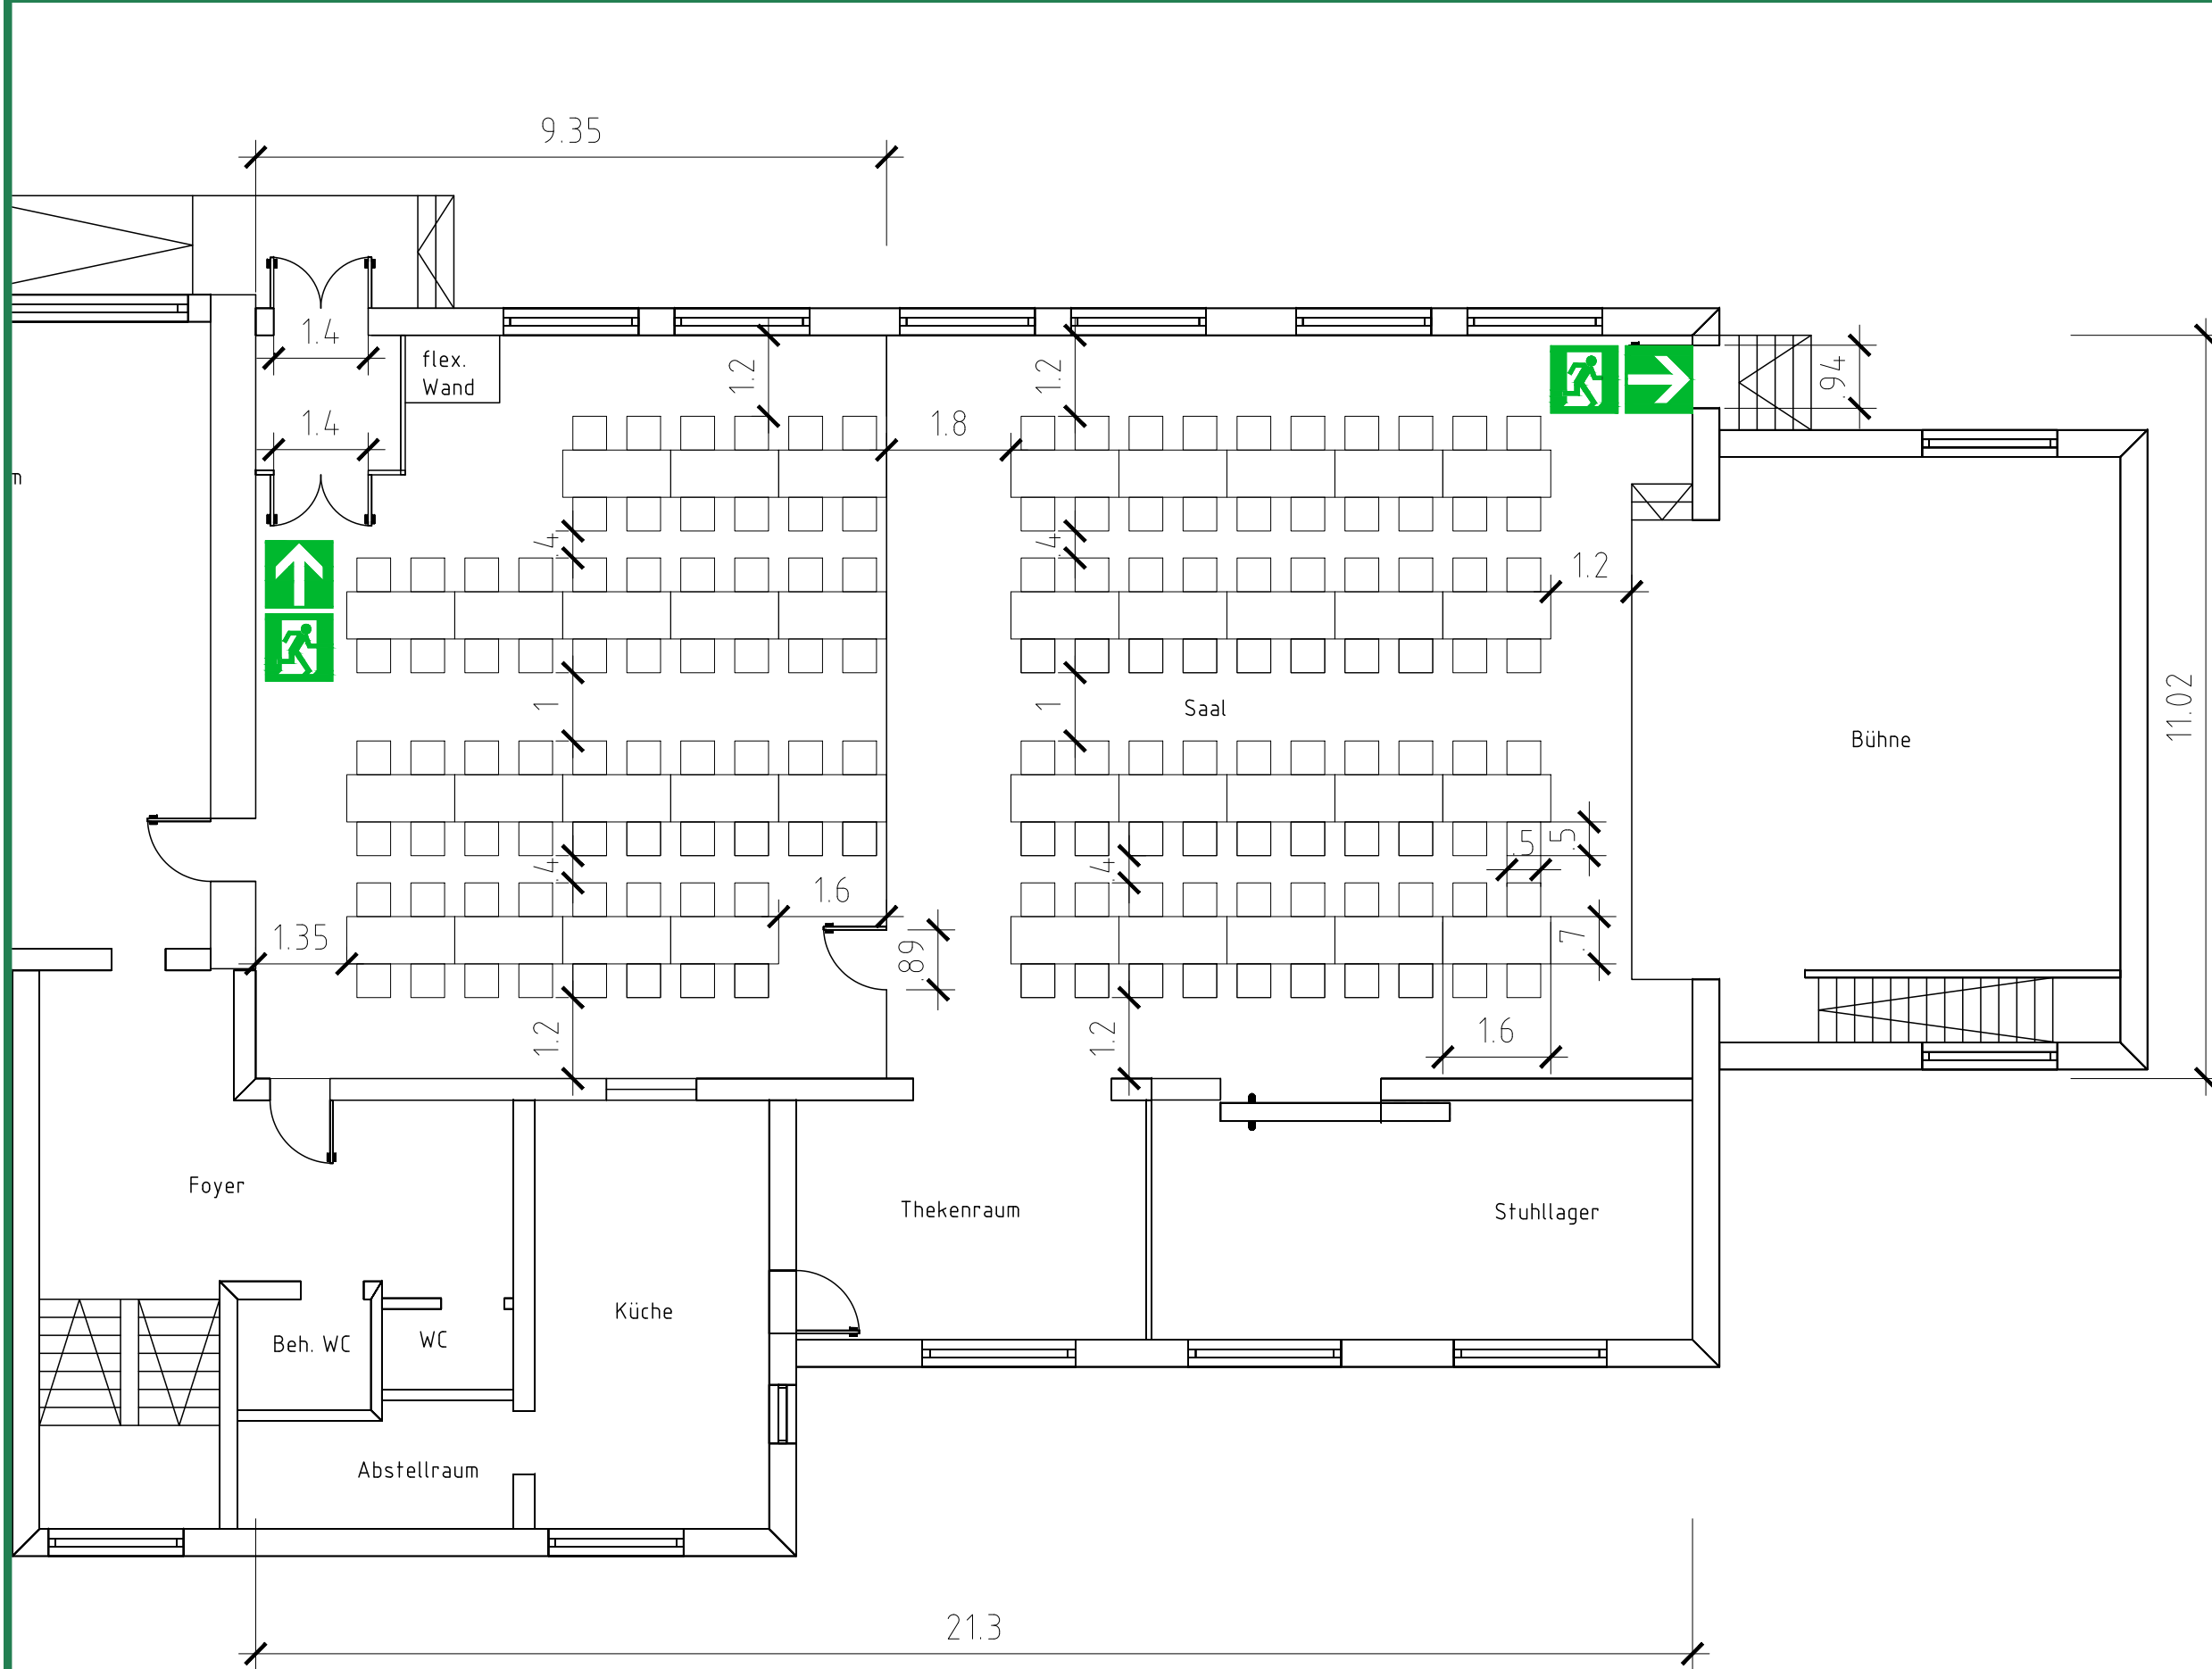 9.35
1.4
flex.
Wand
1.2
1.2
.94
1.4
1.8
m
.4
.4
1.2
11.02
1
1
Saal
Bühne
.5
.5
.4
.4
1.6
1.35
.89
.7
1.2
1.2
1.6
Foyer
Thekenraum
Stuhllager
Küche
Beh. WC
WC
Abstellraum
21.3